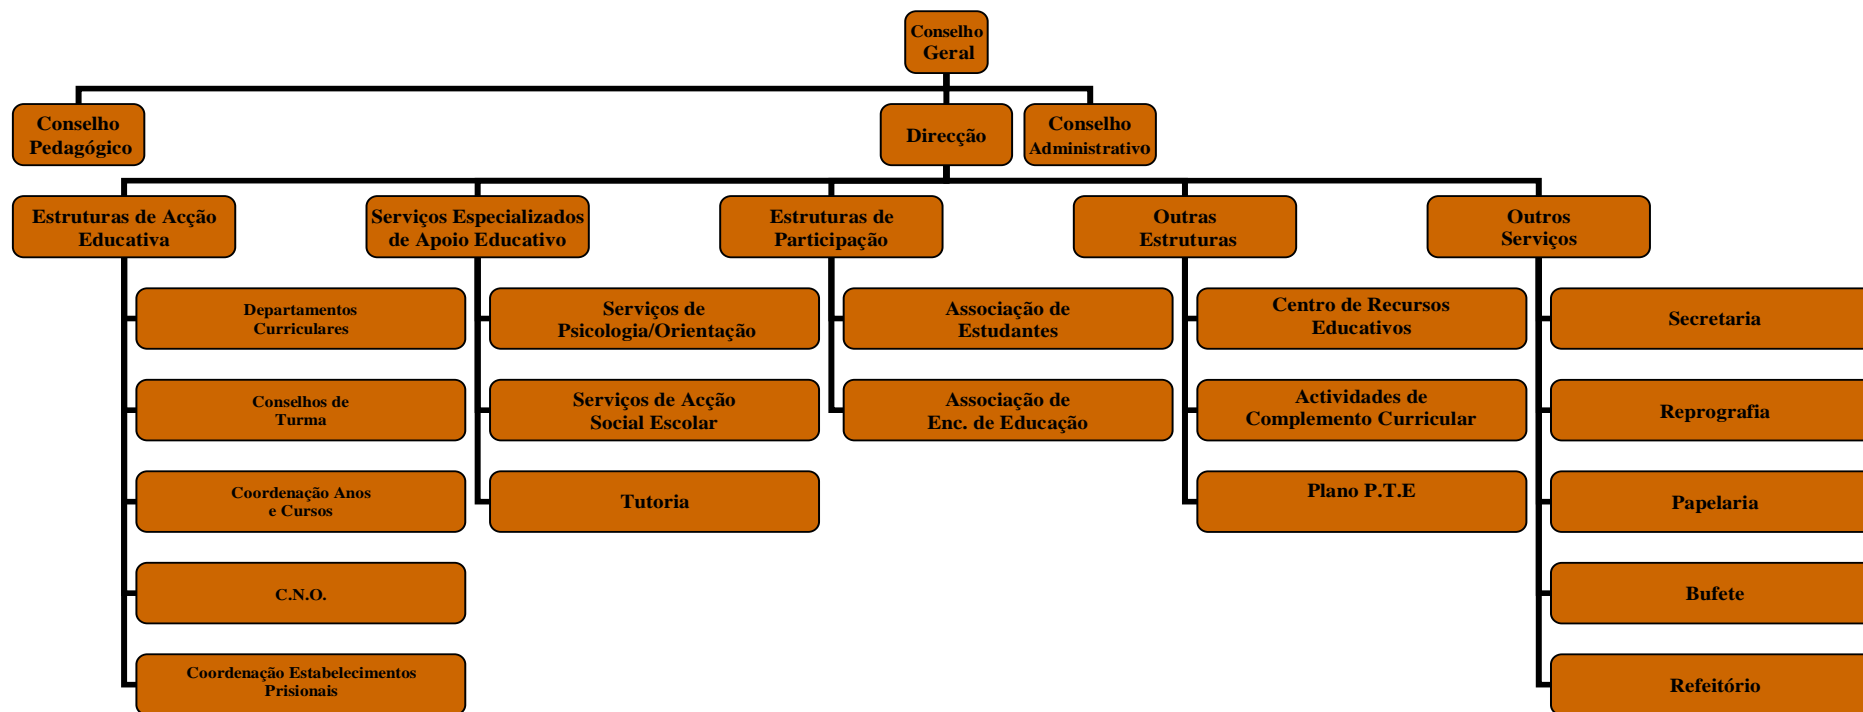 Conselho
Geral
Conselho
Pedagógico
Direcção
Conselho
Administrativo
Estruturas de Acção
Educativa
Serviços Especializados
de Apoio Educativo
Estruturas de
Participação
Outras
Estruturas
Outros
Serviços
Departamentos
Curriculares
Serviços de
Psicologia/Orientação
Associação de
Estudantes
Centro de Recursos
Educativos
Secretaria
Conselhos de
Turma
Serviços de Acção
Social Escolar
Associação de
Enc. de Educação
Actividades de
Complemento Curricular
Reprografia
Coordenação Anos
e Cursos
Tutoria
Plano P.T.E
Papelaria
C.N.O.
Bufete
Coordenação Estabelecimentos
Prisionais
Refeitório